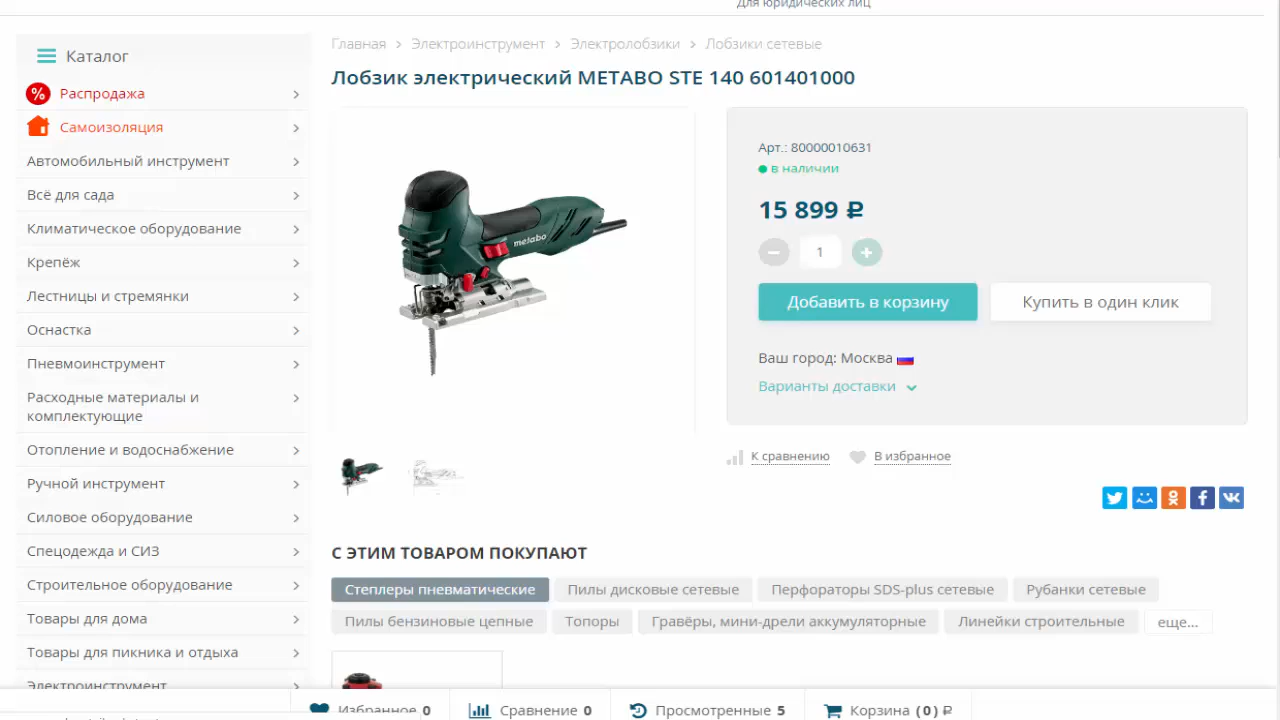 Для юридических лиц
Каталог
Распродажа
Самоизоляция
Автомобильный инструмент
Всё для сада
Климатическое оборудование
Крепёж
Лестницы и стремянки
Оснастка
Пневмоинструмент
Расходные материалы и
комплектующие
Отопление и водоснабжение
Ручной инструмент
Силовое оборудование
Спецодежда и СИЗ
Строительное оборудование
Товары для дома
Товары для пикника и отдыха
Электроинструмент
Главная > Электроинструмент > Электролобзики > Лобзики сетевые
Лобзик электрический METABO STE 140 601401000
metabo
Арт.: 80000010631
в наличии
15 899 ₽
1
Добавить в корзину
Купить в один клик
Ваш город: Москва
Варианты доставки
К сравнению
В избранное
С ЭТИМ ТОВАРОМ ПОКУПАЮТ
Степлеры пневматические Пилы дисковые сетевые Перфораторы SDS-plus сетевые Рубанки сетевые
Пилы бензиновые цепные Топоры Гравёры, мини-дрели аккумуляторные Линейки строительные еще...
Избранное 0 Сравнение 0 Просмотренные 5 Корзина (0) ₽